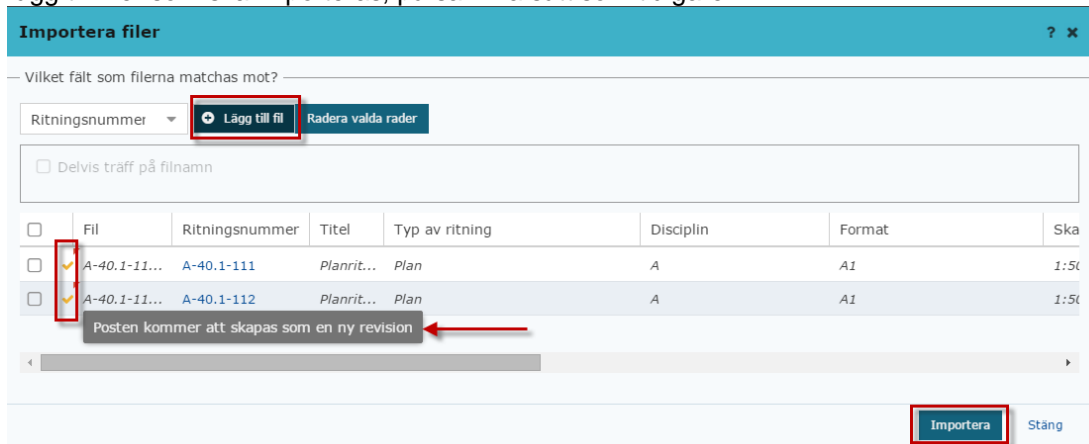 Importera filer ? x
Vilket fält som filerna matchas mot?
Ritningsnummer Lägg till fil Radera valda rader
Delvis träff på filnamn
Fil Ritningsnummer Titel Typ av ritning Disciplin Format Ska
A-40.1-11... A-40.1-111 Planrit... Plan A A1 1:50
A-40.1-11... A-40.1-112 Planrit... Plan A A1 1:50
Posten kommer att skapas som en ny revision
Importera Stäng